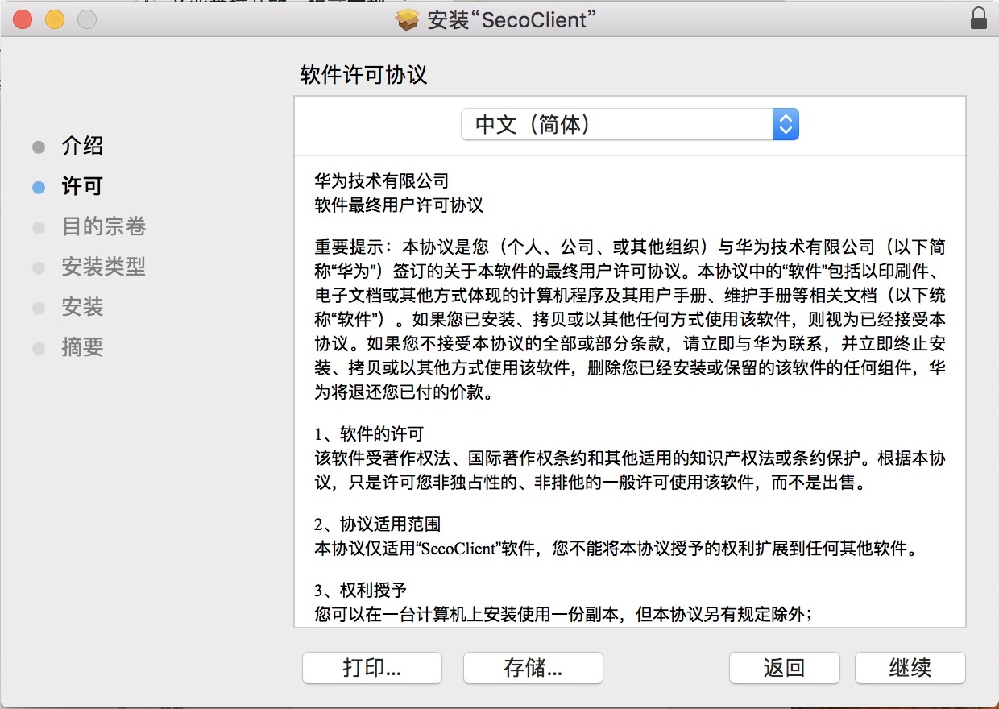 安装“SecoClient”
软件许可协议
中文（简体）
介绍
许可
目的宗卷
安装类型
安装
摘要
华为技术有限公司
软件最终用户许可协议
重要提示：本协议是您（个人、公司、或其他组织）与华为技术有限公司（以下简
称“华为”）签订的关于本软件的最终用户许可协议。本协议中的“软件”包括以印刷件、
电子文档或其他方式体现的计算机程序及其用户手册、维护手册等相关文档（以下统
称“软件”）。如果您已安装、拷贝或以其他任何方式使用该软件，则视为已经接受本
协议。如果您不接受本协议的全部或部分条款，请立即与华为联系，并立即终止安
装、拷贝或以其他方式使用该软件，删除您已经安装或保留的该软件的任何组件，华
为将退还您已付的价款。
1、软件的许可
该软件受著作权法、国际著作权条约和其他适用的知识产权法或条约保护。根据本协
议，只是许可您非独占性的、非排他的一般许可使用该软件，而不是出售。
2、协议适用范围
本协议仅适用“SecoClient”软件，您不能将本协议授予的权利扩展到任何其他软件。
3、权利授予
您可以在一台计算机上安装使用一份副本，但本协议另有规定除外；
打印...
存储...
返回
继续